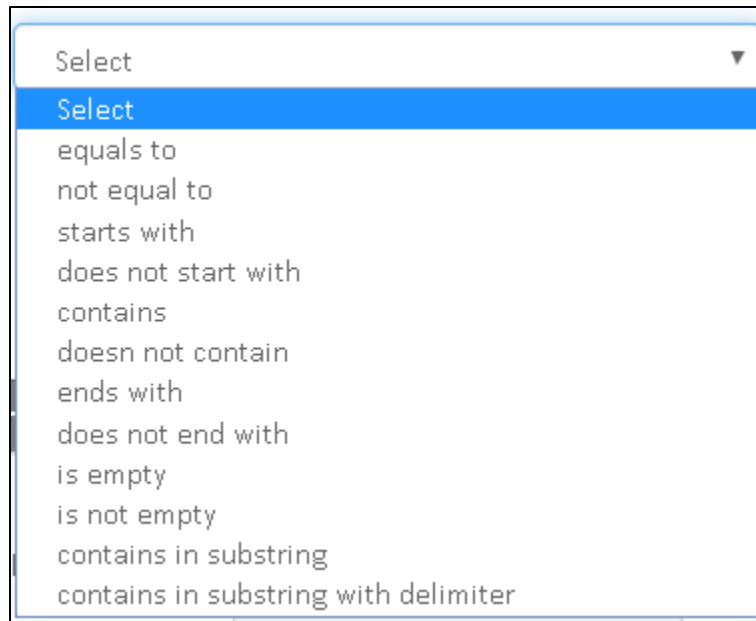 Select ▼
Select
equals to
not equal to
starts with
does not start with
contains
doesn not contain
ends with
does not end with
is empty
is not empty
contains in substring
contains in substring with delimiter